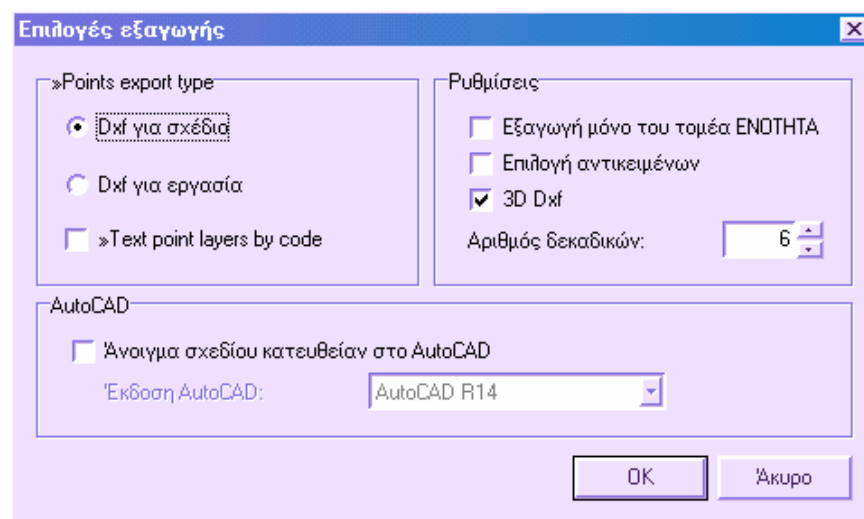 Επιλογές εξαγωγής
»Points export type
Dxf για σχέδιο
Dxf για εργασία
»Text point layers by code
Ρυθμίσεις
Εξαγωγή μόνο του τομέα ΕΝΟΤΗΤΑ
Επιλογή αντικειμένων
3D Dxf
Αριθμός δεκαδικών: 6
AutoCAD
Άνοιγμα σχεδίου κατευθείαν στο AutoCAD
Έκδοση AutoCAD: AutoCAD R14
OK Άκυρο